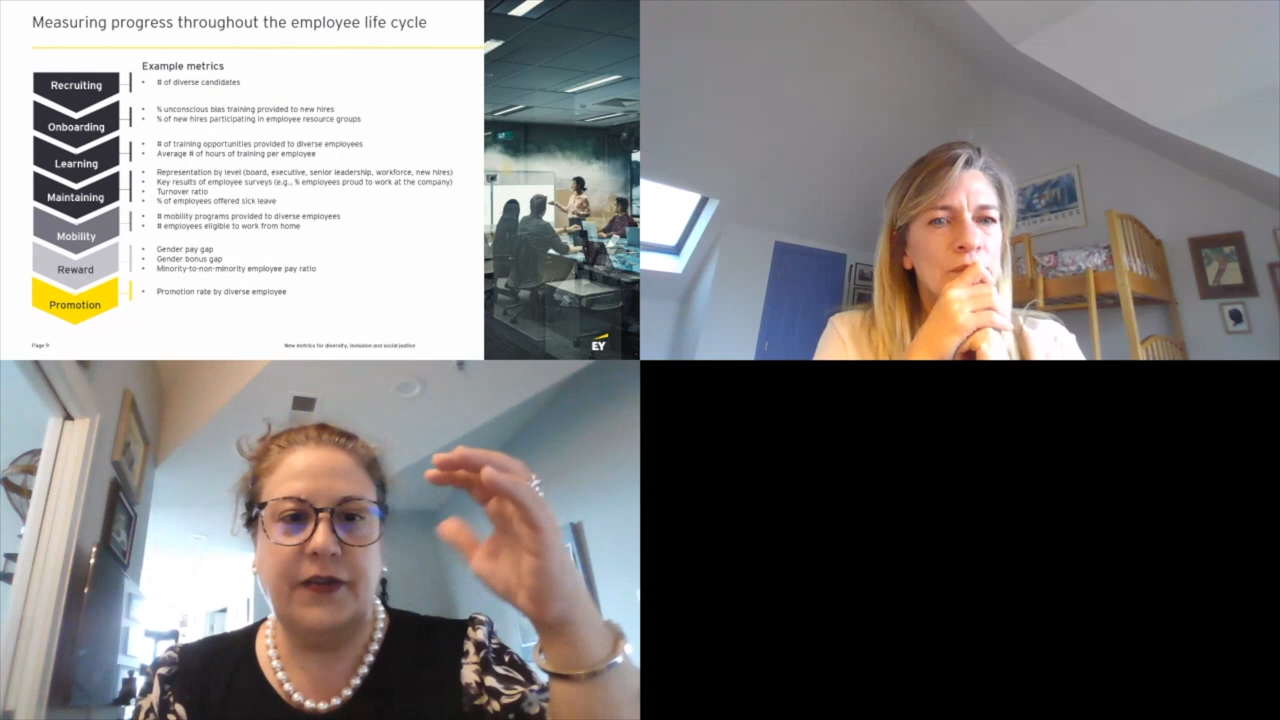 Measuring progress throughout the employee life cycle
Example metrics
Recruiting
• # of diverse candidates
Onboarding
• % unconscious bias training provided to new hires
• % of new hires participating in employee resource groups
Learning
• # of training opportunities provided to diverse employees
• Average # of hours of training per employee
Maintaining
• Representation by level (board, executive, senior leadership, workforce, new hires)
• Key results of employee surveys (e.g., % employees proud to work at the company)
• Turnover ratio
• % of employees offered sick leave
Mobility
• # mobility programs provided to diverse employees
• # employees eligible to work from home
Reward
• Gender pay gap
• Gender bonus gap
• Minority-to-non-minority employee pay ratio
Promotion
• Promotion rate by diverse employee
Page 9
New metrics for diversity, inclusion and social justice
EY